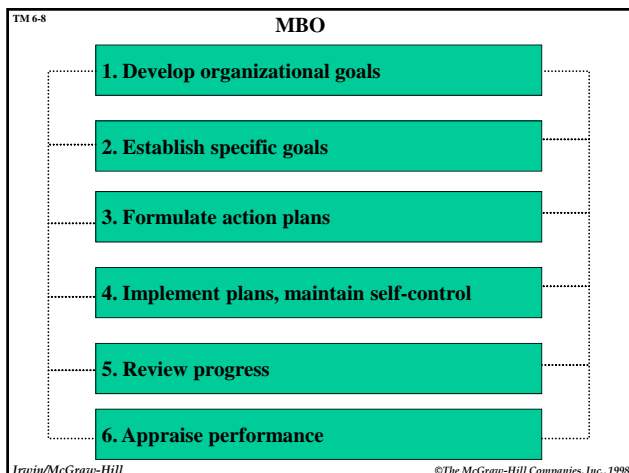 TM 6-8
MBO
1. Develop organizational goals
2. Establish specific goals
3. Formulate action plans
4. Implement plans, maintain self-control
5. Review progress
6. Appraise performance
Irwin/McGraw-Hill
©The McGraw-Hill Companies, Inc., 1998